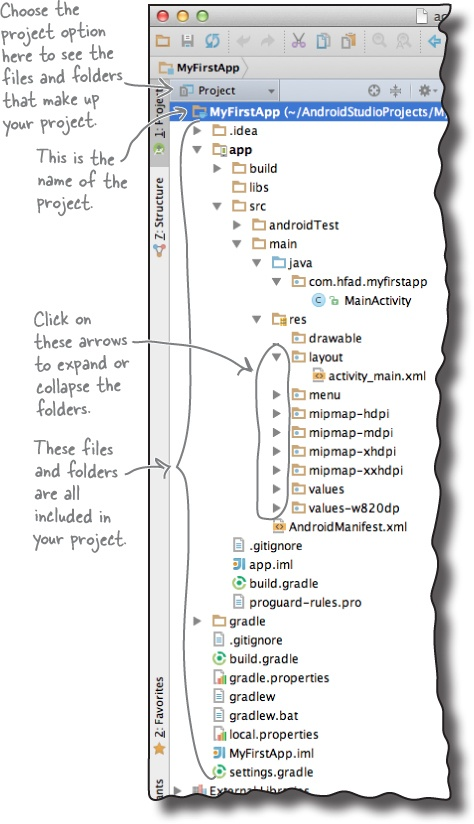 Choose the
project option
here to see the
files and folders
that make up
your project.
This is the
name of the
project.
Click on
these arrows
to expand or
collapse the
folders.
These files
and folders
are all
included in
your project.
MyFirstApp
Project
1: Project
7: Structure
2: Favorites
MyFirstApp (~/AndroidStudioProjects/M
.idea
app
build
libs
src
androidTest
main
java
com.hfad.myfirstapp
MainActivity
res
drawable
layout
activity_main.xml
menu
mipmap-hdpi
mipmap-mdpi
mipmap-xhdpi
mipmap-xxhdpi
values
values-w820dp
AndroidManifest.xml
.gitignore
app.iml
build.gradle
proguard-rules.pro
gradle
.gitignore
build.gradle
gradle.properties
gradlew
gradlew.bat
local.properties
MyFirstApp.iml
settings.gradle
External Libraries